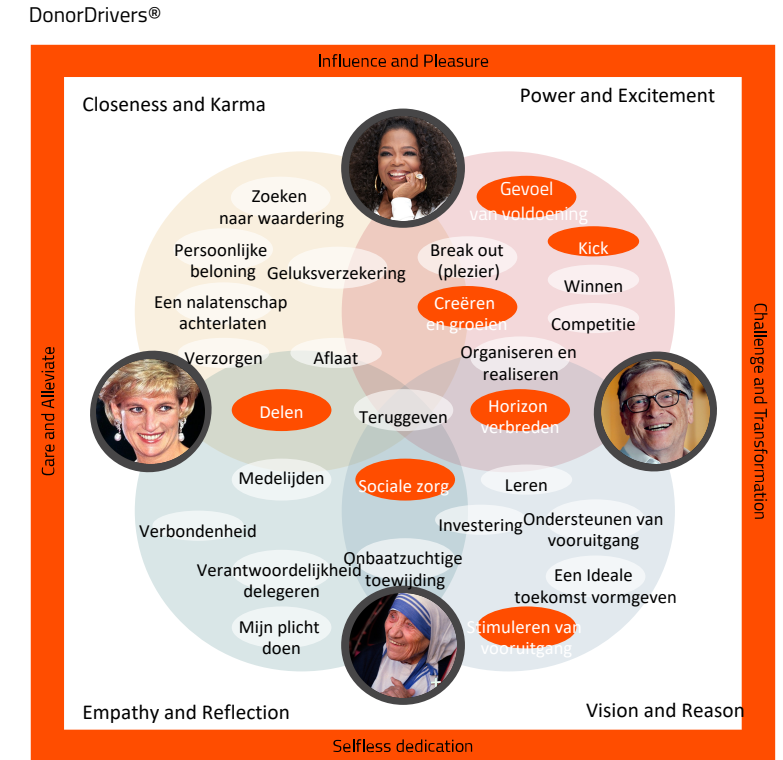 DonorDrivers®
Influence and Pleasure
Closeness and Karma
Power and Excitement
Zoeken
naar waardering
Gevoel
van voldoening
Persoonlijke
beloning
Geluksverzekering
Break out
(plezier)
Kick
Winnen
Een nalatenschap
achterlaten
Creëren
en groeien
Competitie
Verzorgen
Aflaat
Organiseren en
realiseren
Care and Alleviate
Challenge and Transformation
Delen
Teruggeven
Horizon
verbreden
Medelijden
Sociale zorg
Leren
Verbondenheid
Investering
Ondersteunen van
vooruitgang
Verantwoordelijkheid
delegeren
Onbaatzuchtige
toewijding
Een Ideale
toekomst vormgeven
Mijn plicht
doen
Stimuleren van
vooruitgang
+
Empathy and Reflection
Vision and Reason
Selfless dedication